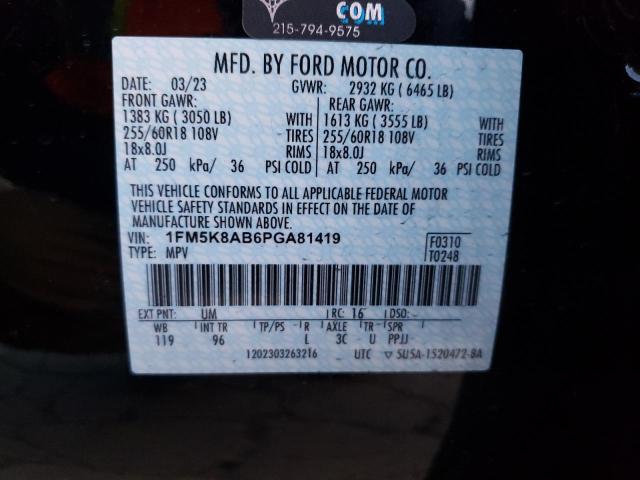 COM
215-794-9575
MFD. BY FORD MOTOR CO.
DATE: 03/23 GVWR: 2932 KG ( 6465 LB)
FRONT GAWR: REAR GAWR:
1383 KG ( 3050 LB) WITH 1613 KG ( 3555 LB) WITH
255/60R18 108V TIRES 255/60R18 108V TIRES
18x8.0J RIMS 18x8.0J RIMS
AT 250 kPa/ 36 PSI COLD AT 250 kPa/ 36 PSI COLD
THIS VEHICLE CONFORMS TO ALL APPLICABLE FEDERAL MOTOR
VEHICLE SAFETY STANDARDS IN EFFECT ON THE DATE OF
MANUFACTURE SHOWN ABOVE.
VIN: 1FM5K8AB6PGA81419 F0310
TYPE: MPV T0248
EXT PNT: UM RC: 16 DSO:
WB INT TR TP/PS R AXLE TR SPR
119 96 L 3C U PPJJ
1202303263216 UTC ▽ SU5A-1520472-BA